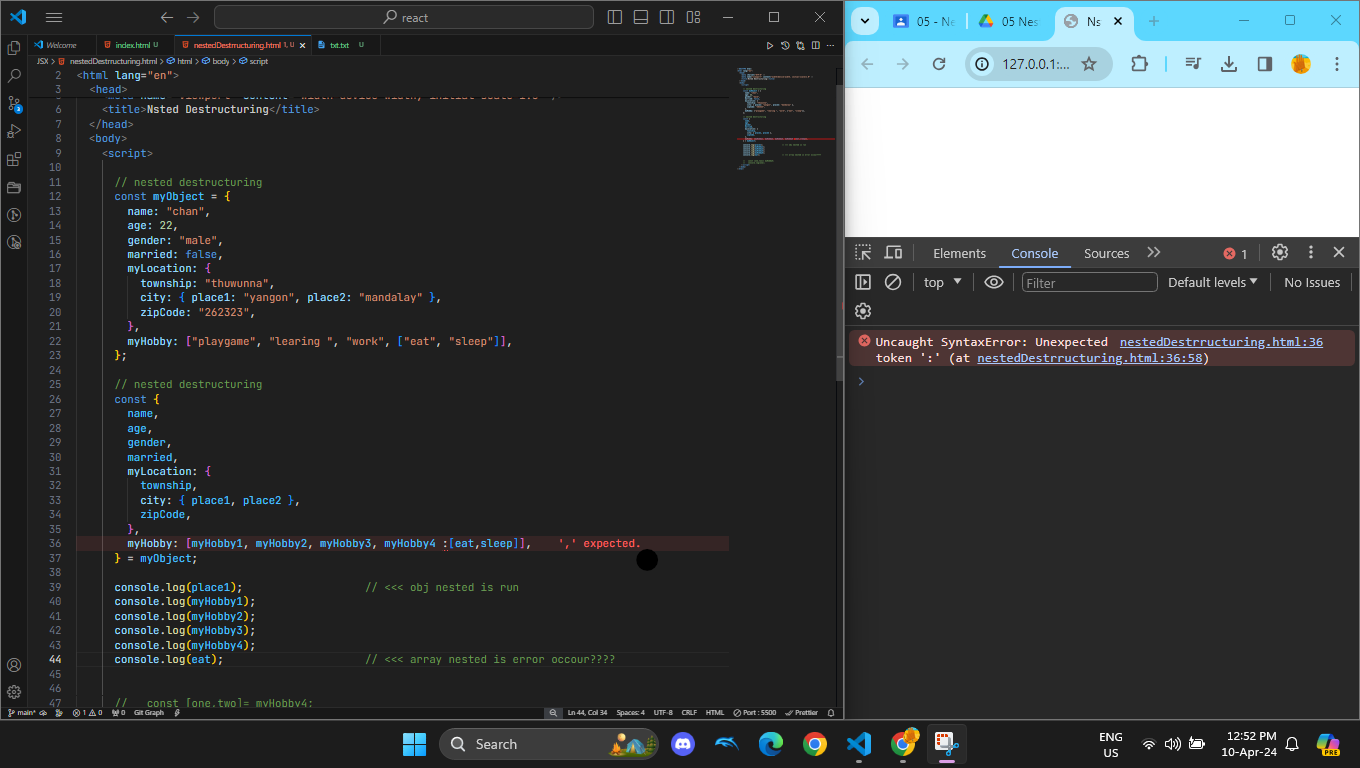 react
Welcome
index.html U
nestedDestrructuring.html 1, U
txt.txt U
JSX > nestedDestrructuring.html > html > body > script
2 <html lang="en">
3 <head>
6 <title>Nsted Destructuring</title>
7 </head>
8 <body>
9 <script>
10
11 // nested destructuring
12 const myObject = {
13 name: "chan",
14 age: 22,
15 gender: "male",
16 married: false,
17 myLocation: {
18 township: "thuwunna",
19 city: { place1: "yangon", place2: "mandalay" },
20 zipCode: "262323",
21 },
22 myHobby: ["playgame", "learing ", "work", ["eat", "sleep"]],
23 };
24
25 // nested destructuring
26 const {
27 name,
28 age,
29 gender,
30 married,
31 myLocation: {
32 township,
33 city: { place1, place2 },
34 zipCode,
35 },
36 myHobby: [myHobby1, myHobby2, myHobby3, myHobby4 :[eat,sleep]], ',' expected.
37 } = myObject;
38
39 console.log(place1); // <<< obj nested is run
40 console.log(myHobby1);
41 console.log(myHobby2);
42 console.log(myHobby3);
43 console.log(myHobby4);
44 console.log(eat); // <<< array nested is error occour????
45
46
47 // const [one,two]= myHobby4;
main* 1 0 0 Git Graph Ln 44, Col 34 Spaces: 4 UTF-8 CRLF HTML Port : 5500 Prettier
05 - Ne
05 Nes
Ns
127.0.0.1:...
Elements Console Sources 1
top Filter Default levels No Issues
Uncaught SyntaxError: Unexpected nestedDestrructuring.html:36
token ':' (at nestedDestrructuring.html:36:58)
Search
ENG
US
12:52 PM
10-Apr-24
PRE